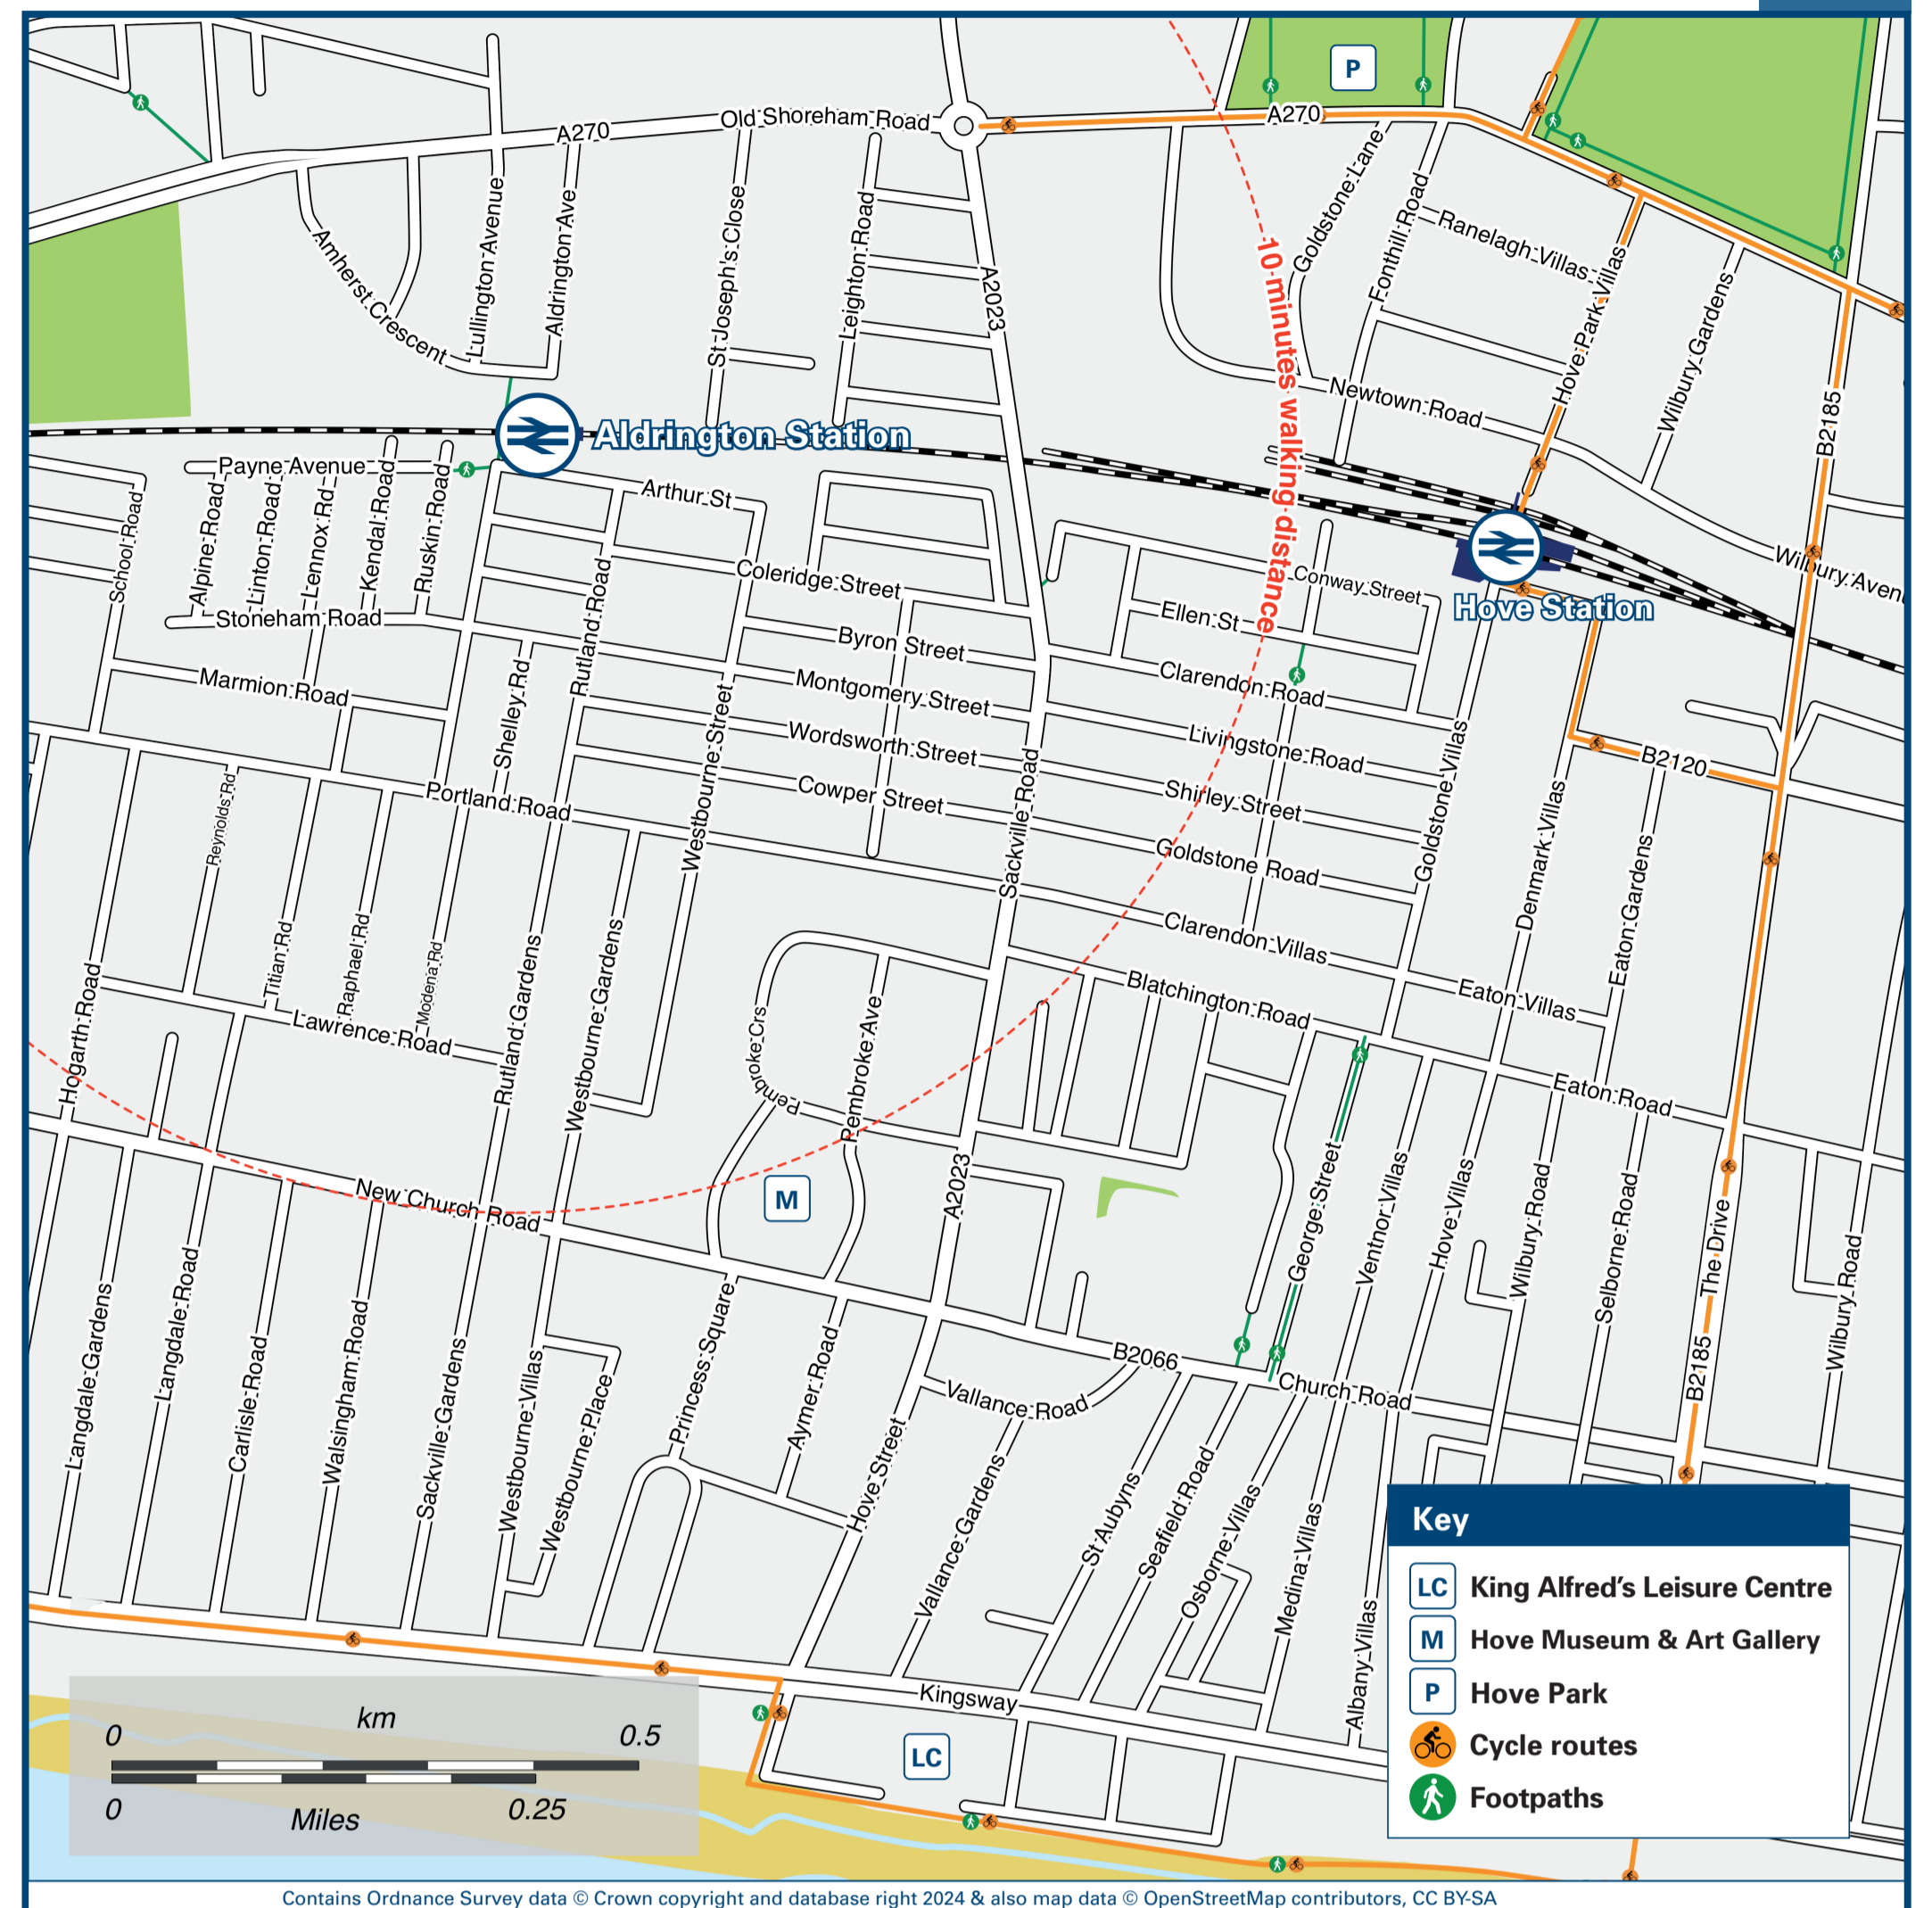 P
A270
Old Shoreham Road
A270
Goldstone Lane
Fonthill Road
Ranelagh Villas
Hove Park Villas
Wilbury Gardens
Amherst Crescent
Lullington Avenue
Aldrington Ave
St Joseph's Close
Leighton Road
A2023
10 minutes walking distance
Newtown Road
B2185
Aldrington Station
Payne Avenue
Arthur St
School Road
Alpine Road
Linton Road
Lennox Rd
Kendal Road
Ruskin Road
Stoneham Road
Coleridge Street
Conway Street
Ellen St
Hove Station
Wilbury Avenu
Byron Street
Rutland Road
Marmion Road
Shelley Rd
Montgomery Street
Clarendon Road
Westbourne Street
Wordsworth Street
Livingstone Road
B2120
Portland Road
Cowper Street
Sackville Road
Shirley Street
Goldstone Villas
Denmark Villas
Eaton Gardens
Reynolds Rd
Goldstone Road
Clarendon Villas
Titian Rd
Raphael Rd
Modena Rd
Hogarth Road
Lawrence Road
Rutland Gardens
Westbourne Gardens
Pembroke Crs
Pemb
Pembroke Ave
Blatchington Road
Eaton Villas
Eaton Road
New Church Road
M
A2023
George Street
Ventnor Villas
Hove Villas
Wilbury Road
Selborne Road
The Drive
B2185
Wilbury Road
Langdale Gardens
Langdale Road
Carlisle Road
Walsingham Road
Sackville Gardens
Westbourne Villas
Westbourne Place
Princess Square
Aymer Road
Hove Street
B2066
Vallance Road
Church Road
Vallance Gardens
St Aubyns
Seafield Road
Osborne Villas
Medina Villas
Albany Villas
Kingsway
LC
Key
LC King Alfred's Leisure Centre
M Hove Museum & Art Gallery
P Hove Park
Cycle routes
Footpaths
km
0 0.5
0 0.25
Miles
Contains Ordnance Survey data © Crown copyright and database right 2024 & also map data © OpenStreetMap contributors, CC BY-SA